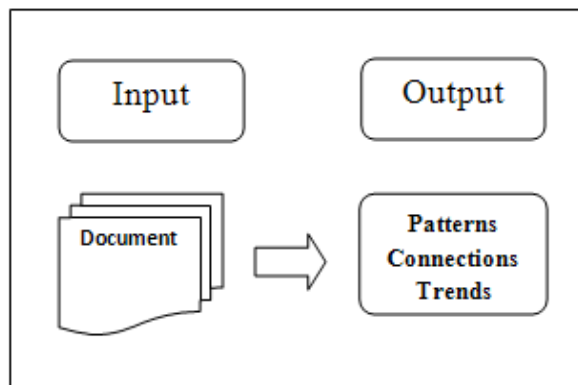 Input
Output
Document
Patterns
Connections
Trends